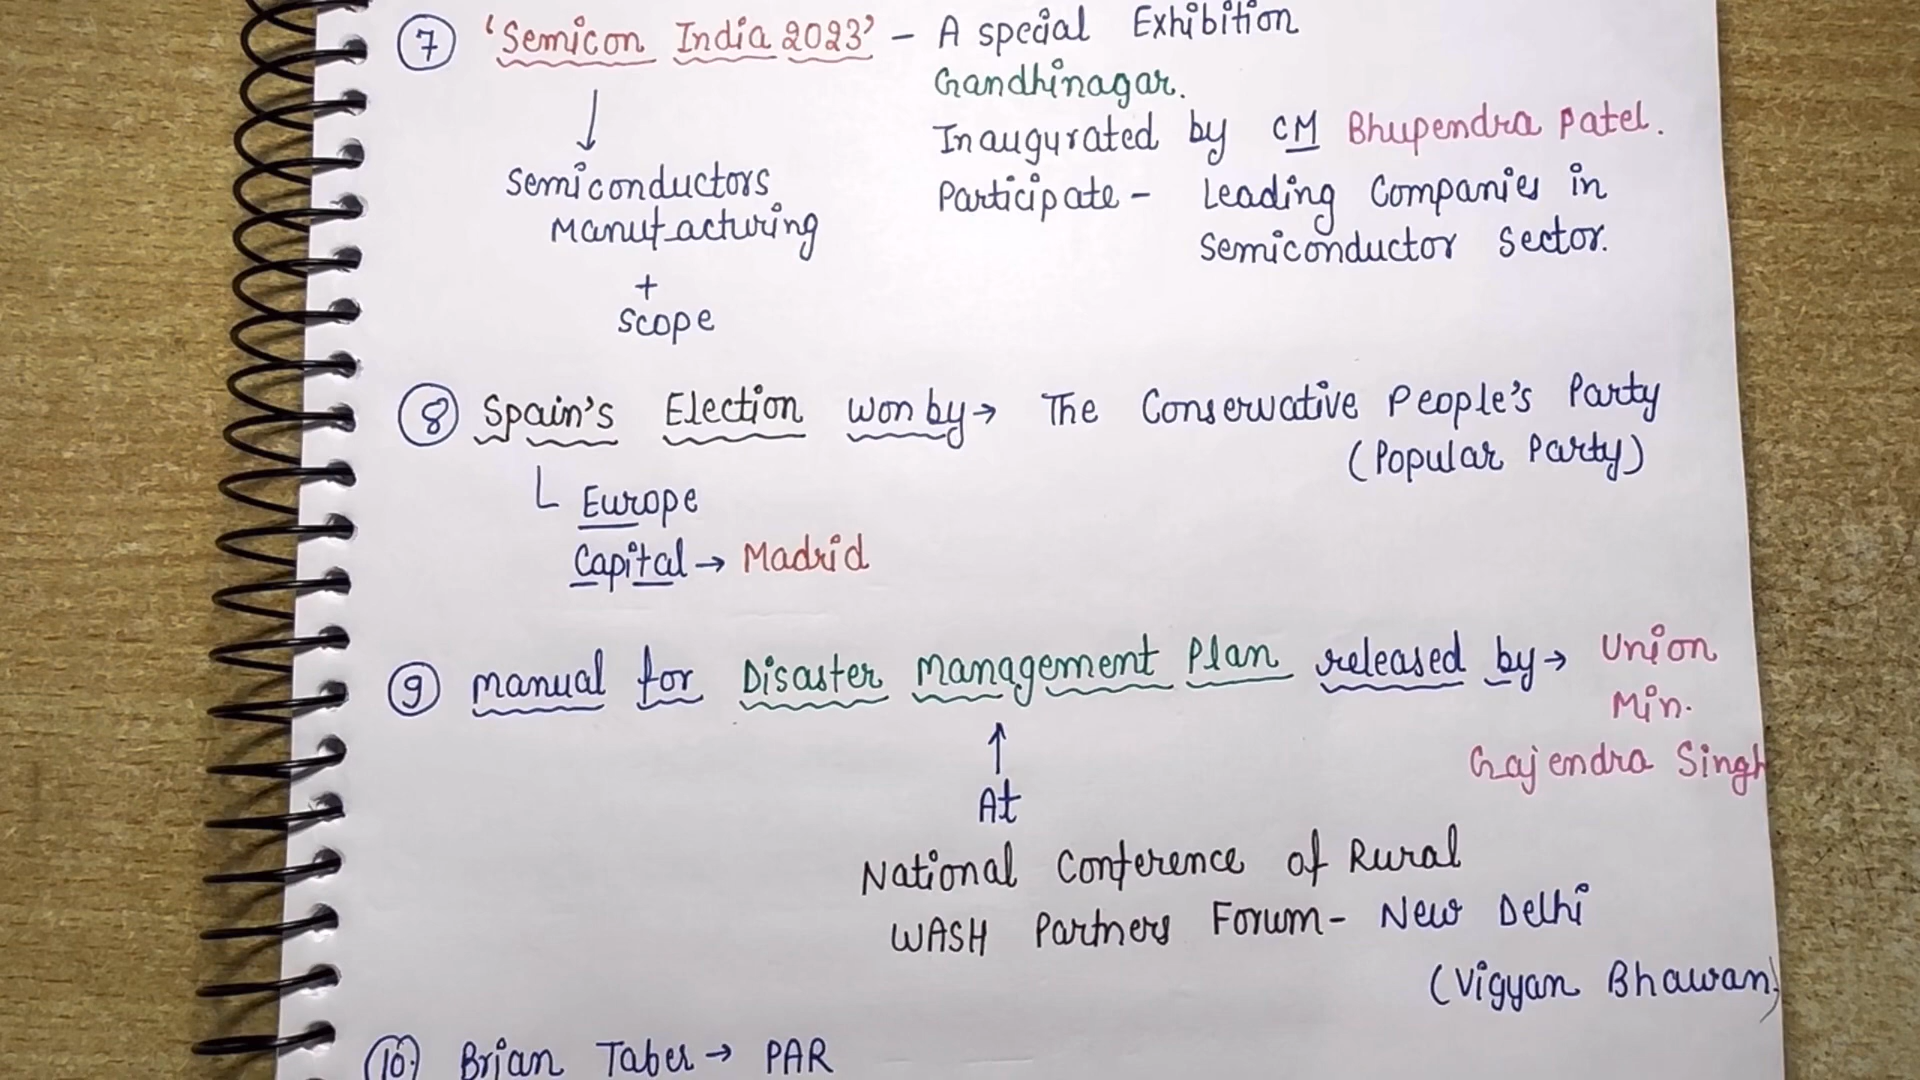 7 'Semicon India 2023' - A special Exhibition
Gandhinagar.
Inaugurated by CM Bhupendra Patel.
Participate - Leading Companies in
Semiconductor Sector.
↓
Semiconductors
Manufacturing
+
Scope
8 Spain's Election won by → The Conservative People's Party
(Popular Party)
Europe
Capital → Madrid
9 Manual for Disaster Management Plan released by → Union
Min.
Gajendra Singh
↑
At
National Conference of Rural
WASH Partners Forum - New Delhi
(Vigyan Bhawan)
10. Brian Taber → PAR